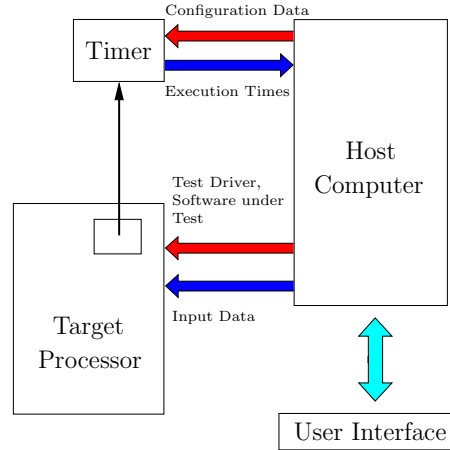 Configuration Data
Timer
Execution Times
Host
Computer
Test Driver,
Software under
Test
Input Data
Target
Processor
User Interface